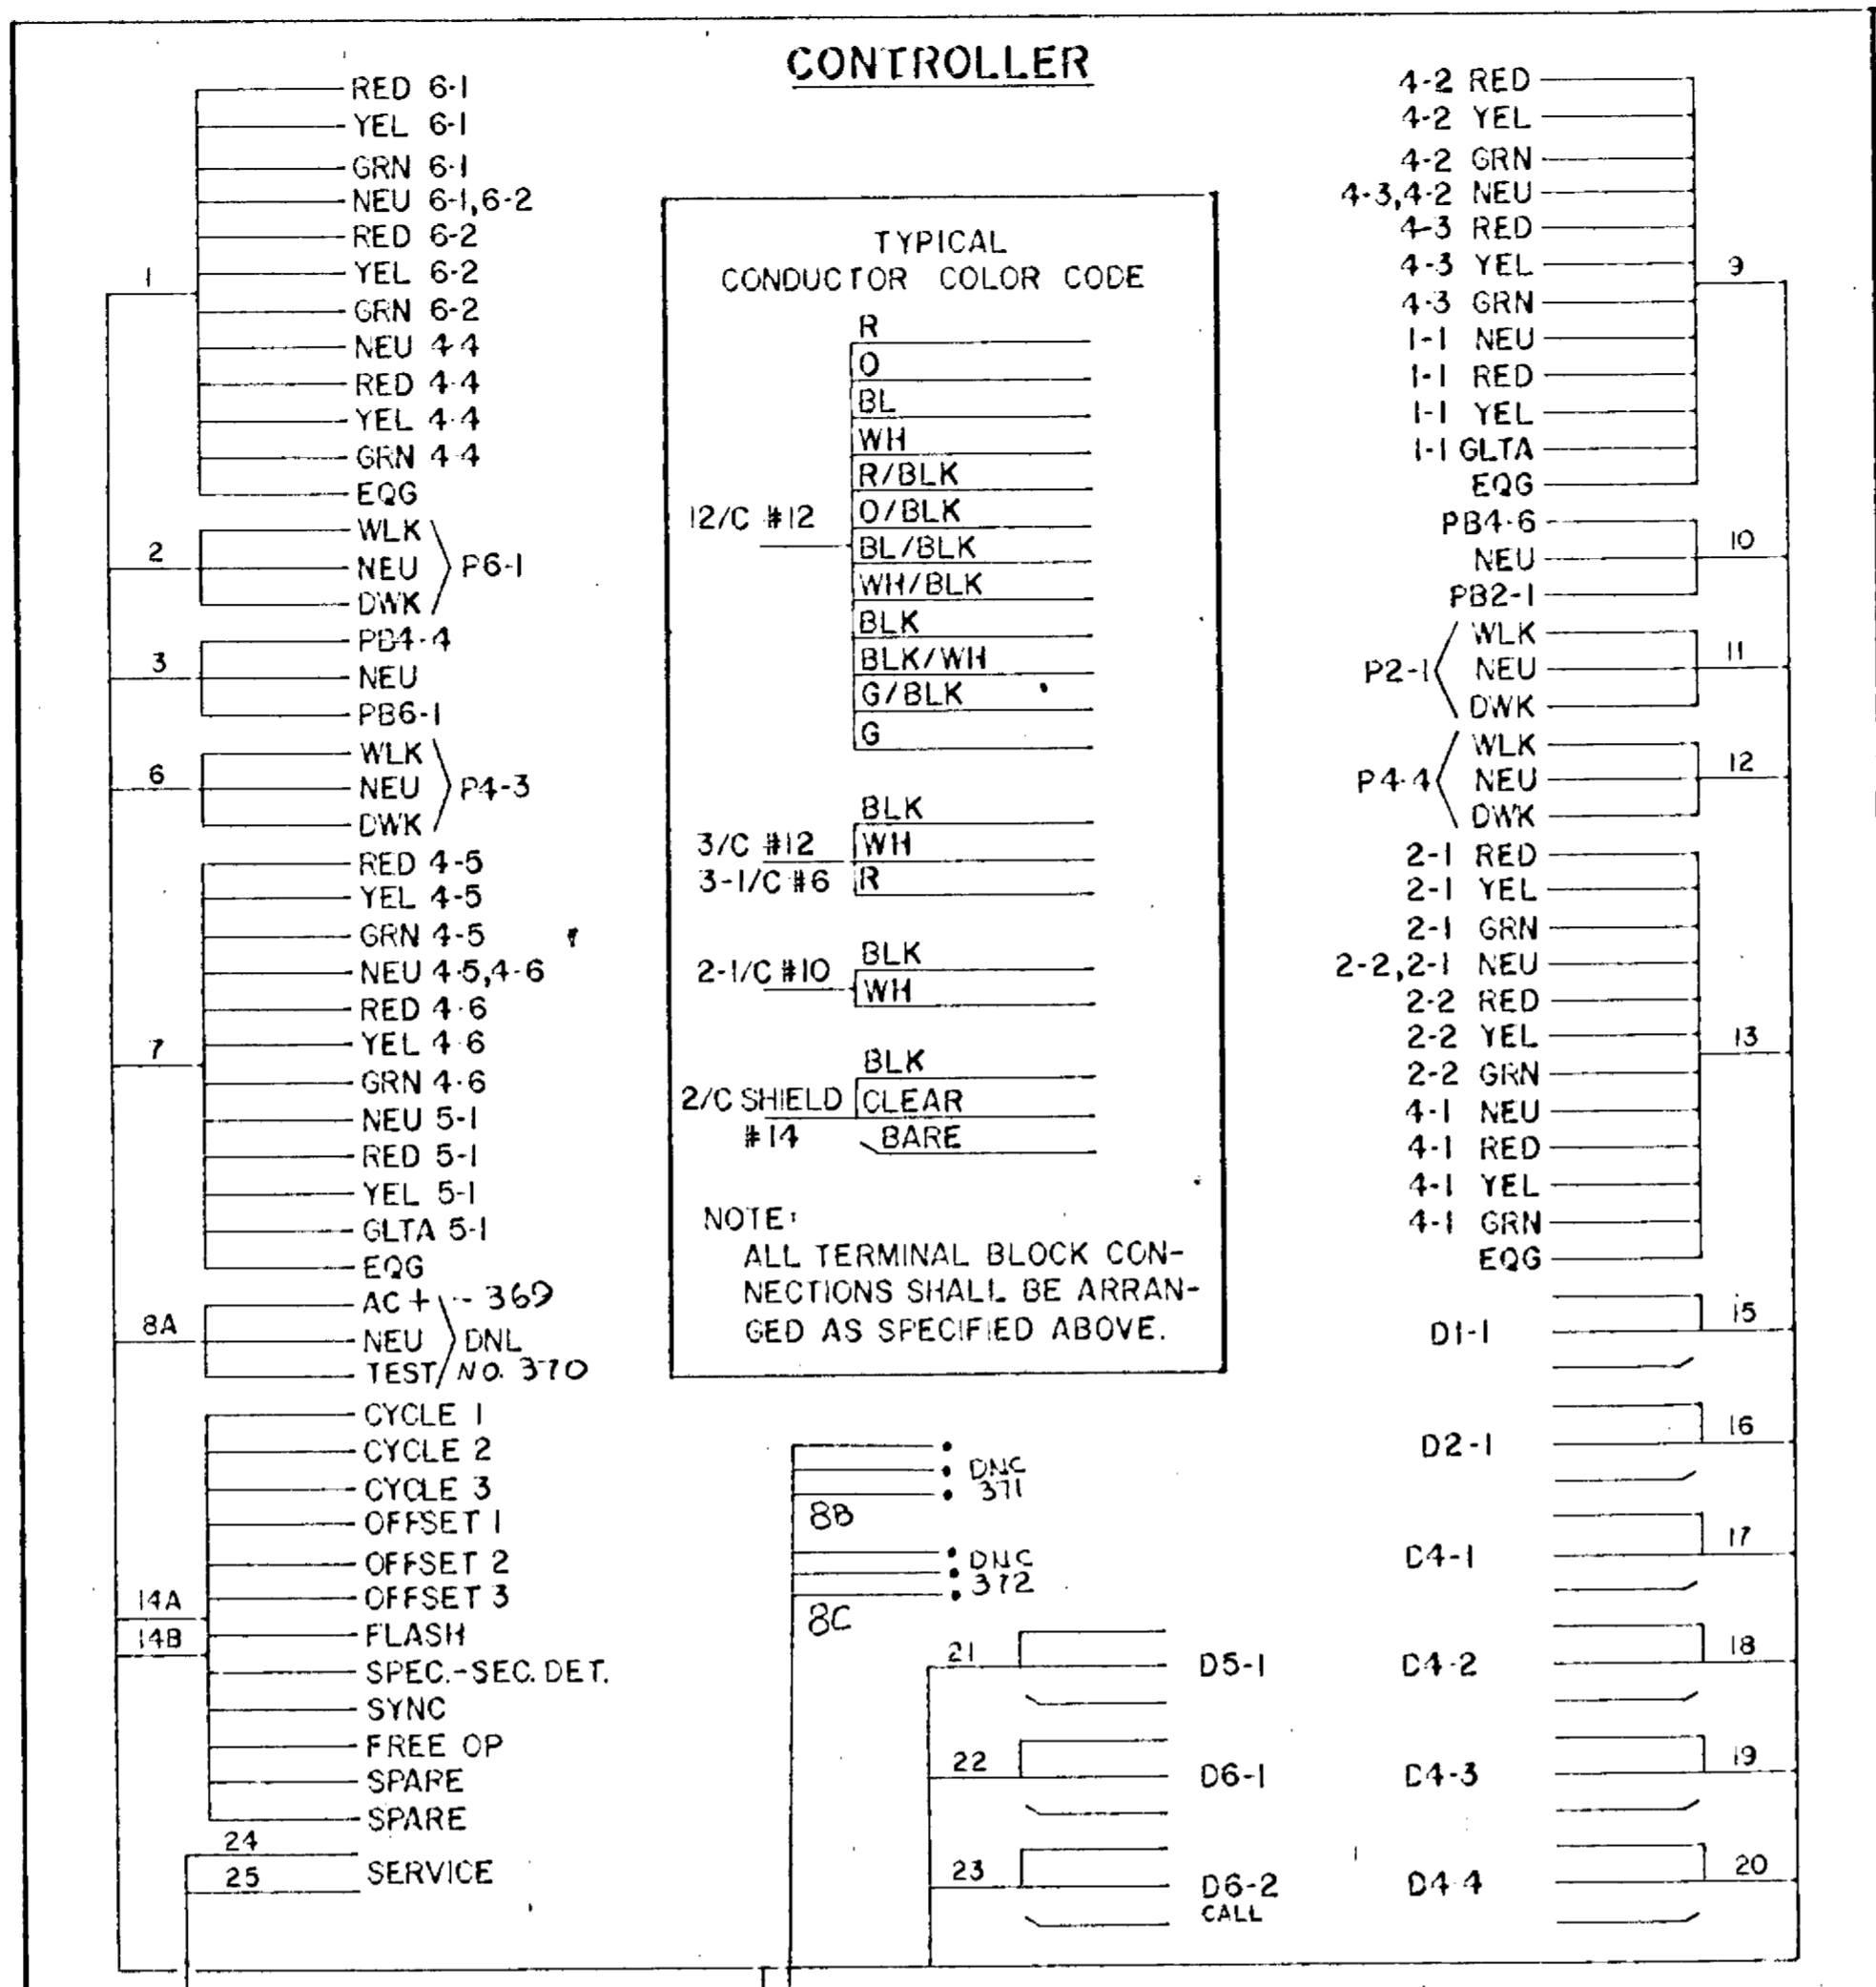 CONTROLLER
RED 6-1
YEL 6-1
GRN 6-1
NEU 6-1,6-2
RED 6-2
YEL 6-2
GRN 6-2
NEU 4-4
RED 4-4
YEL 4-4
GRN 4-4
EQG
1
WLK
NEU
DWK
P6-1
2
PB4-4
NEU
PB6-1
3
WLK
NEU
DWK
P4-3
6
RED 4-5
YEL 4-5
GRN 4-5
NEU 4-5,4-6
RED 4-6
YEL 4-6
GRN 4-6
NEU 5-1
RED 5-1
YEL 5-1
GLTA 5-1
EQG
7
AC+ - 369
NEU DNL
TEST NO. 370
8A
CYCLE 1
CYCLE 2
CYCLE 3
OFFSET 1
OFFSET 2
OFFSET 3
FLASH
SPEC.-SEC. DET.
SYNC
FREE OP
SPARE
SPARE
14A
14B
24
25
SERVICE
TYPICAL
CONDUCTOR COLOR CODE
12/C #12
R
O
BL
WH
R/BLK
O/BLK
BL/BLK
WH/BLK
BLK
BLK/WH
G/BLK
G
3/C #12
3-1/C #6
BLK
WH
R
2-1/C #10
BLK
WH
2/C SHIELD
#14
BLK
CLEAR
BARE
NOTE:
ALL TERMINAL BLOCK CON-
NECTIONS SHALL BE ARRAN-
GED AS SPECIFIED ABOVE.
DNC
371
8B
DNC
372
8C
21
D5-1
22
D6-1
23
D6-2
CALL
4-2 RED
4-2 YEL
4-2 GRN
4-3,4-2 NEU
4-3 RED
4-3 YEL
4-3 GRN
1-1 NEU
1-1 RED
1-1 YEL
1-1 GLTA
EQG
9
PB4-6
NEU
PB2-1
10
P2-1
WLK
NEU
DWK
11
P4-4
WLK
NEU
DWK
12
2-1 RED
2-1 YEL
2-1 GRN
2-2,2-1 NEU
2-2 RED
2-2 YEL
2-2 GRN
4-1 NEU
4-1 RED
4-1 YEL
4-1 GRN
EQG
13
D1-1
15
D2-1
16
D4-1
17
D4-2
18
D4-3
19
D4-4
20